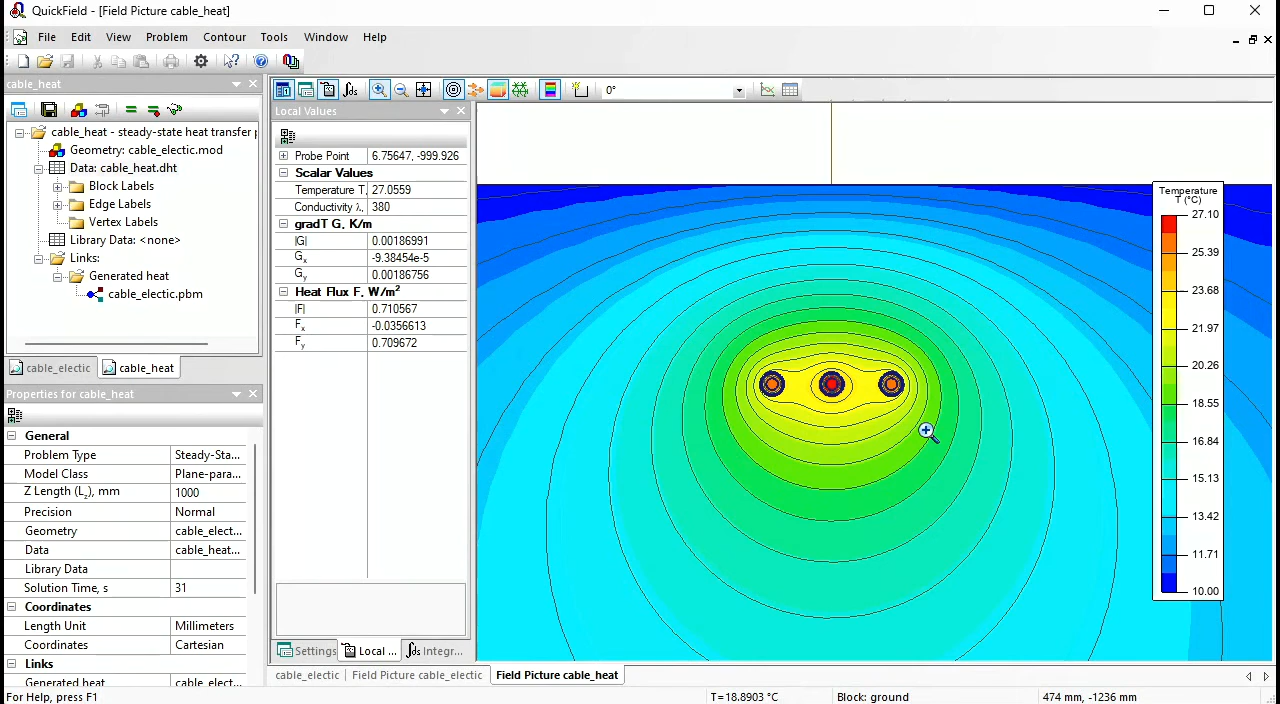 QuickField - [Field Picture cable_heat]
File Edit View Problem Contour Tools Window Help
cable_heat
cable_heat - steady-state heat transfer p
Geometry: cable_electic.mod
Data: cable_heat.dht
Block Labels
Edge Labels
Vertex Labels
Library Data: <none>
Links:
Generated heat
cable_electic.pbm
cable_electic cable_heat
Properties for cable_heat
General
Problem Type Steady-Sta...
Model Class Plane-para...
Z Length (Lz), mm 1000
Precision Normal
Geometry cable_elect...
Data cable_heat...
Library Data
Solution Time, s 31
Coordinates
Length Unit Millimeters
Coordinates Cartesian
Links
Generated heat cable_elect...
0°
Local Values
Probe Point 6.75647, -999.926
Scalar Values
Temperature T, 27.0559
Conductivity λ, 380
gradT G, K/m
|G| 0.00186991
Gx -9.38454e-5
Gy 0.00186756
Heat Flux F, W/m²
|F| 0.710567
Fx -0.0356613
Fy 0.709672
Settings Local ... Integr...
Temperature
T (°C)
27.10
25.39
23.68
21.97
20.26
18.55
16.84
15.13
13.42
11.71
10.00
cable_electic Field Picture cable_electic Field Picture cable_heat
For Help, press F1 T=18.8903 °C Block: ground 474 mm, -1236 mm